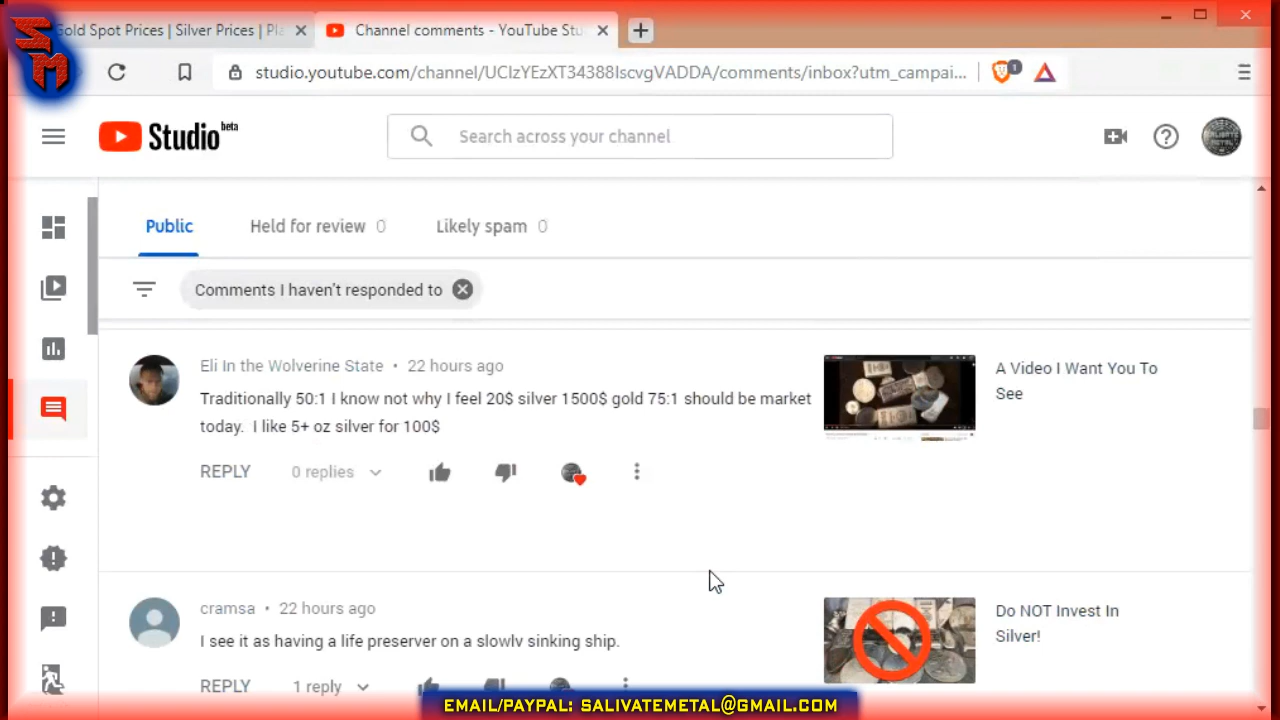 Gold Spot Prices | Silver Prices | Pla
Channel comments - YouTube Stu
SM
studio.youtube.com/channel/UCIzYEzXT34388IscvgVADDA/comments/inbox?utm_campai...
1
Studio beta
Search across your channel
Public
Held for review 0
Likely spam 0
Comments I haven't responded to
Eli In the Wolverine State • 22 hours ago
Traditionally 50:1 I know not why I feel 20$ silver 1500$ gold 75:1 should be market
today. I like 5+ oz silver for 100$
A Video I Want You To
See
REPLY 0 replies
cramsa • 22 hours ago
I see it as having a life preserver on a slowly sinking ship.
Do NOT Invest In
Silver!
REPLY 1 reply
EMAIL/PAYPAL: SALIVATEMETAL@GMAIL.COM